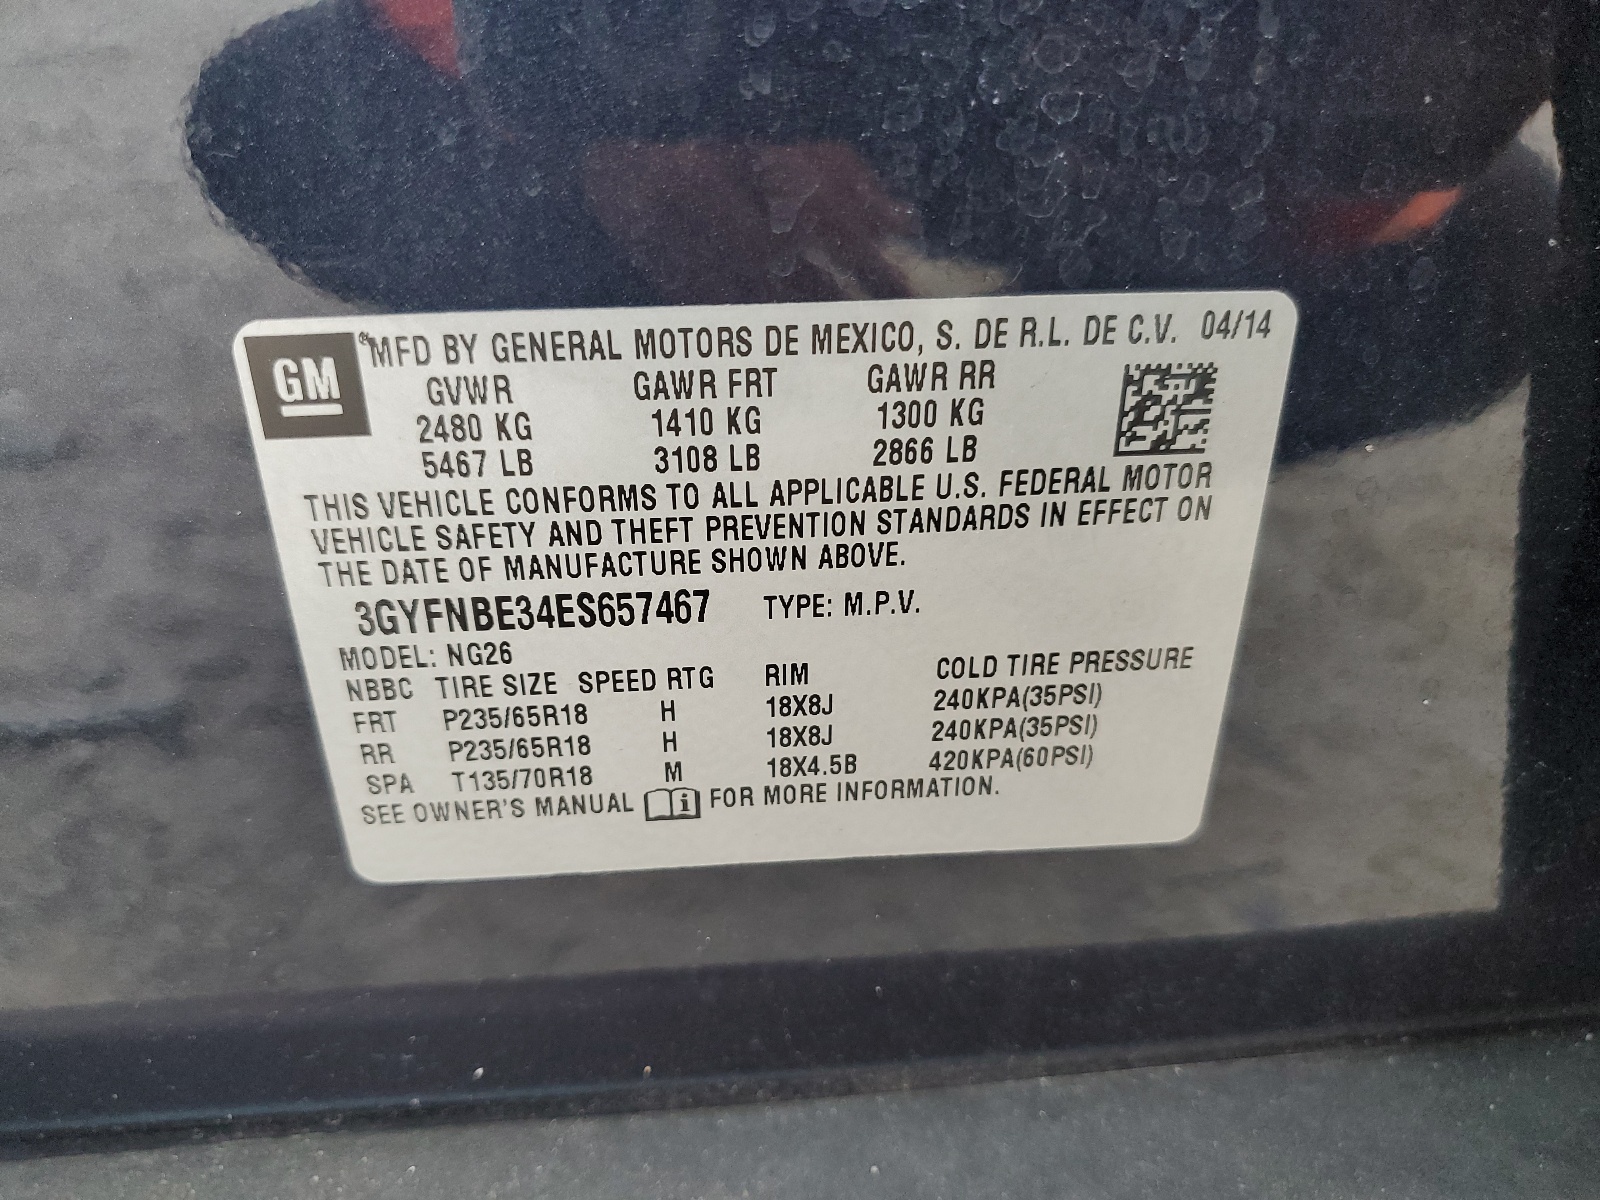 GM MFD BY GENERAL MOTORS DE MEXICO, S. DE R.L. DE C.V. 04/14
GVWR GAWR FRT GAWR RR
2480 KG 1410 KG 1300 KG
5467 LB 3108 LB 2866 LB
THIS VEHICLE CONFORMS TO ALL APPLICABLE U.S. FEDERAL MOTOR
VEHICLE SAFETY AND THEFT PREVENTION STANDARDS IN EFFECT ON
THE DATE OF MANUFACTURE SHOWN ABOVE.
3GYFNBE34ES657467 TYPE: M.P.V.
MODEL: NG26
NBBC TIRE SIZE SPEED RTG RIM COLD TIRE PRESSURE
FRT P235/65R18 H 18X8J 240KPA(35PSI)
RR P235/65R18 H 18X8J 240KPA(35PSI)
SPA T135/70R18 M 18X4.5B 420KPA(60PSI)
SEE OWNER'S MANUAL FOR MORE INFORMATION.